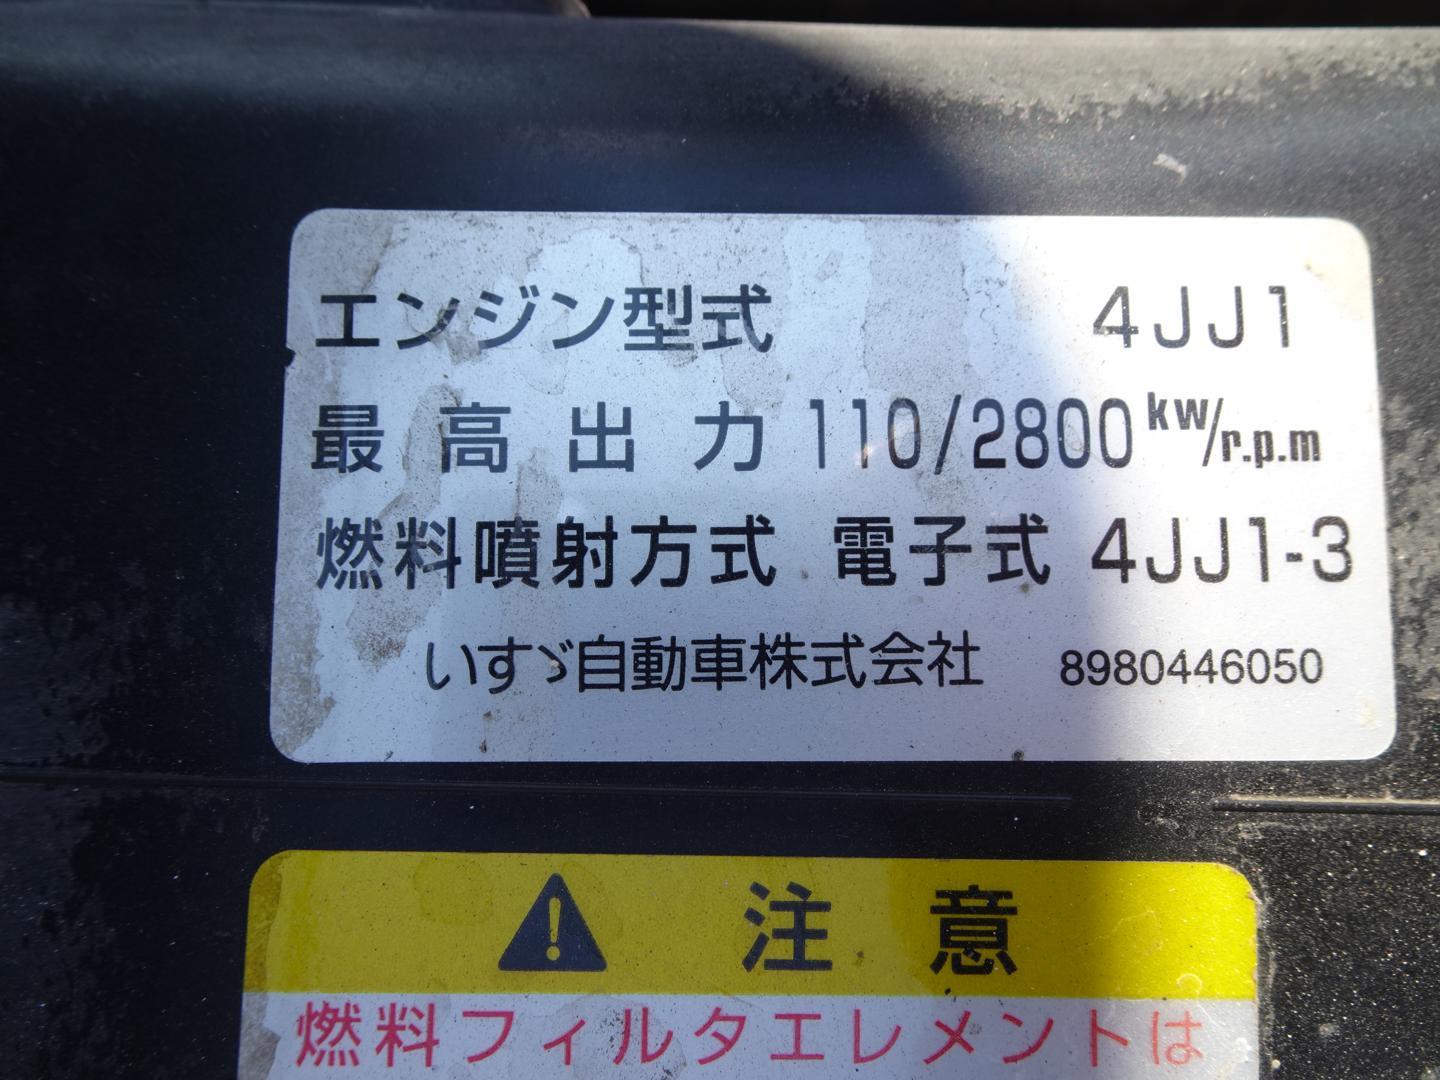 エンジン型式 4JJ1
最高出力 110/2800 kw/r.p.m
燃料噴射方式 電子式 4JJ1-3
いすゞ自動車株式会社 8980446050
注意
燃料フィルタエレメントは